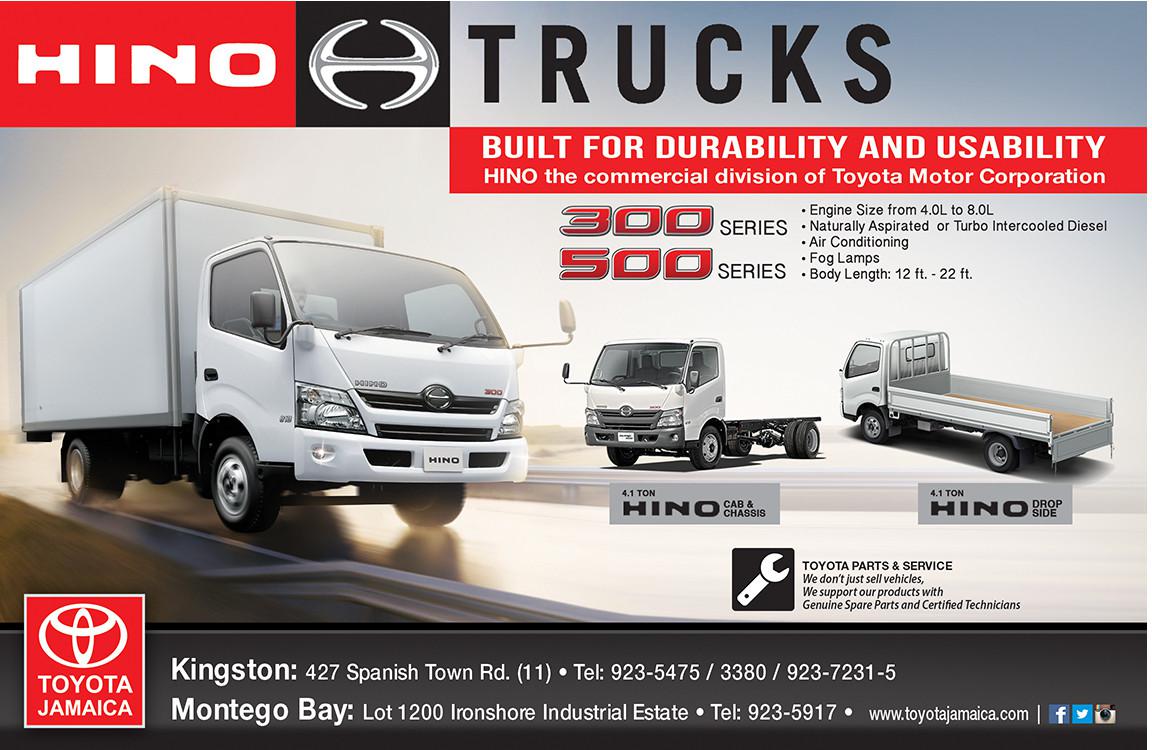 HINO TRUCKS
BUILT FOR DURABILITY AND USABILITY
HINO the commercial division of Toyota Motor Corporation
300 SERIES
500 SERIES
• Engine Size from 4.0L to 8.0L
• Naturally Aspirated or Turbo Intercooled Diesel
• Air Conditioning
• Fog Lamps
• Body Length: 12 ft. - 22 ft.
HINO
300
HINO
4.1 TON
HINO CAB &
CHASSIS
4.1 TON
HINO DROP
SIDE
TOYOTA PARTS & SERVICE
We don't just sell vehicles,
We support our products with
Genuine Spare Parts and Certified Technicians
TOYOTA
JAMAICA
Kingston: 427 Spanish Town Rd. (11) • Tel: 923-5475 / 3380 / 923-7231-5
Montego Bay: Lot 1200 Ironshore Industrial Estate • Tel: 923-5917 • www.toyotajamaica.com |